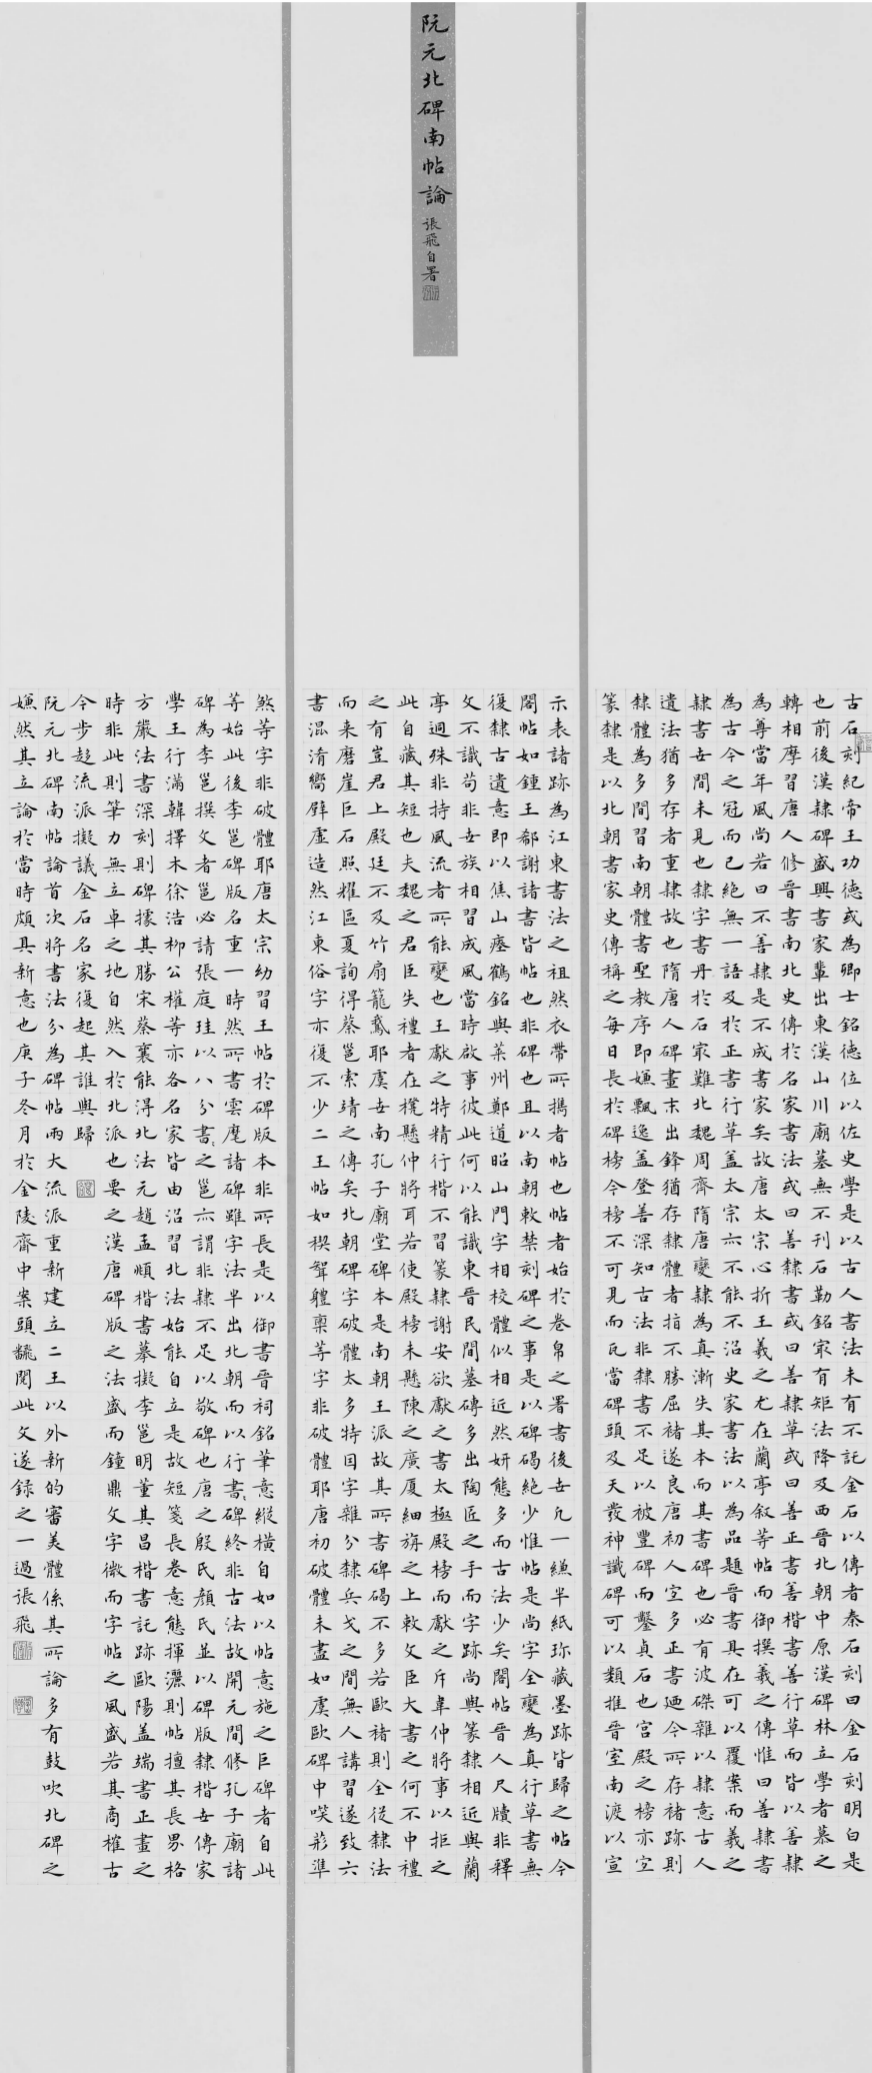 阮元北碑南帖論
張飛自署
古石刻紀帝王功德或為卿士銘德位以佐史學是以古人書法未有不託金石以傳者秦石刻曰金石刻明白是
也前後漢隸碑盛興書家輩出東漢山川廟墓無不刊石勒銘冣有矩法降及西晉北朝中原漢碑林立學者慕之
轉相摩習唐人修晉書南北史傳於名家書法或曰善隸書或曰善隸草或曰善正書善楷書善行草而皆以善隸
為尊當年風尚若曰不善隸是不成書家矣故唐太宗心折王羲之尤在蘭亭叙等帖而御撰羲之傳惟曰善隸書
為古今之冠而已絕無一語及於正書行草蓋太宗亦不能不沿史家書法以為品題晉書具在可以覆案而羲之
隸書世間未見也隸字書丹於石冣難北魏周齊隋唐變隸為真漸失其本而其書碑也必有波磔雜以隸意古人
遺法猶多存者重隸故也隋唐人碑畫末出鋒猶存隸體者指不勝屈褚遂良唐初人宜多正書廼今所存褚跡則
隸體為多間習南朝體書聖教序即嫌飄逸蓋登善深知古法非隸書不足以被豐碑而鑿貞石也宮殿之榜亦宜
篆隸是以北朝書家史傳稱之每日長於碑榜今榜不可見而瓦當碑頭及天發神讖碑可以類推晉室南渡以宣
示表諸跡為江東書法之祖然衣帶所攜者帖也帖者始於卷帛之署書後世凡一縑半紙珍藏墨跡皆歸之帖今
閣帖如鍾王郗謝諸書皆帖也非碑也且以南朝敕禁刻碑之事是以碑碣絕少惟帖是尚字全變為真行草書無
復隸古遺意即以焦山瘞鶴銘與萊州鄭道昭山門字相校體似相近然妍態多而古法少矣閣帖晉人尺牘非釋
文不識苟非世族相習成風當時啟事彼此何以能識東晉民間墓磚多出陶匠之手而字跡尚與篆隸相近與蘭
亭迥殊非持風流者所能變也王獻之特精行楷不習篆隸謝安欲獻之書太極殿榜而獻之斥韋仲將事以拒之
此自藏其短也夫魏之君臣失禮者在櫈懸仲將耳若使殿榜未懸陳之廣厦細旃之上敕文臣大書之何不中禮
之有豈君上殿廷不及竹扇籠鵞耶虞世南孔子廟堂碑本是南朝王派故其所書碑碣不多若歐褚則全從隸法
而来磨崖巨石照耀區夏詢得蔡邕索靖之傳矣北朝碑字破體太多特因字雜分隸兵戈之間無人講習遂致六
書混淆嚮壁虛造然江東俗字亦復不少二王帖如稧聟軆稟等字非破體耶唐初破體未盡如虞歐碑中𠸄𣃁準
煞等字非破體耶唐太宗幼習王帖於碑版本非所長是以御書晉祠銘筆意縱橫自如以帖意施之巨碑者自此
等始此後李邕碑版名重一時然所書雲麾諸碑雖字法半出北朝而以行書書碑終非古法故開元間修孔子廟諸
碑為李邕撰文者邕必請張庭珪以八分書書之邕亦謂非隸不足以敬碑也唐之殷氏顏氏並以碑版隸楷世傳家
學王行滿韓擇木徐浩柳公權等亦各名家皆由沿習北法始能自立是故短箋長卷意態揮灑則帖擅其長界格
方嚴法書深刻則碑據其勝宋蔡襄能得北法元趙孟頫楷書摹擬李邕明董其昌楷書託跡歐陽蓋端書正畫之
時非此則筆力無立卓之地自然入於北派也要之漢唐碑版之法盛而鐘鼎文字微而字帖之風盛若其商榷古
今步趍流派擬議金石名家復起其誰與歸
阮元北碑南帖論首次將書法分為碑帖兩大流派重新建立二王以外新的審美體係其所論多有鼓吹北碑之
嫌然其立論於當時頗具新意也庚子冬月於金陵齋中案頭飜閱此文遂錄之一過張飛